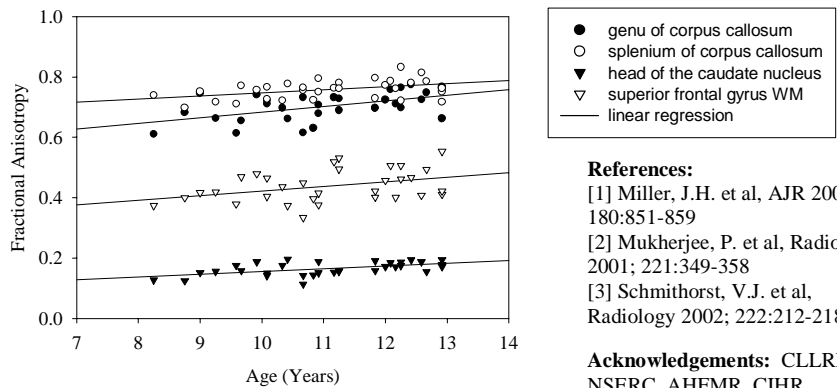 1.0
0.8
0.6
0.4
0.2
0.0
Fractional Anisotropy
7 8 9 10 11 12 13 14
Age (Years)
genu of corpus callosum
splenium of corpus callosum
head of the caudate nucleus
superior frontal gyrus WM
linear regression
References:
[1] Miller, J.H. et al, AJR
180:851-859
[2] Mukherjee, P. et al,
2001; 221:349-358
[3] Schmithorst, V.J. et al,
Radiology 2002; 222:212-218
Acknowledgements:
NSERC, AHFMR, CIHR